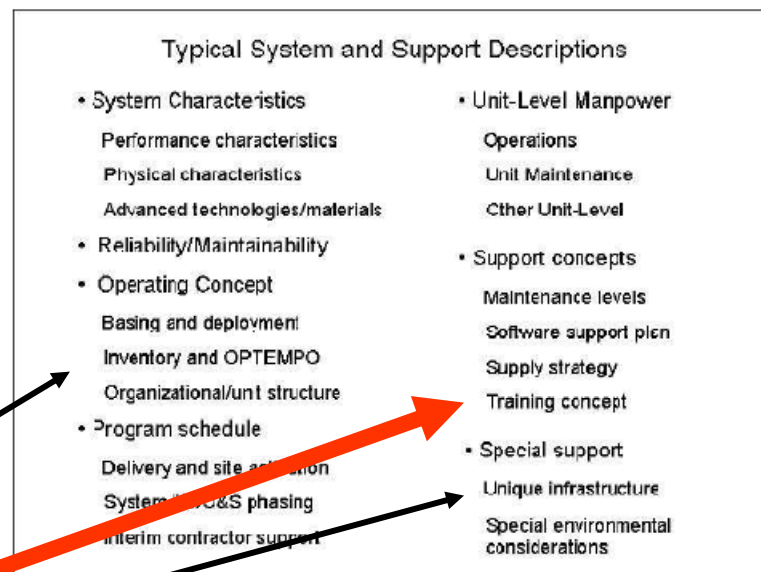 Typical System and Support Descriptions
• System Characteristics
Performance characteristics
Physical characteristics
Advanced technologies/materials
• Reliability/Maintainability
• Operating Concept
Basing and deployment
Inventory and OPTEMPO
Organizational/unit structure
• Program schedule
Delivery and site activation
System O&S phasing
Interim contractor support
• Unit-Level Manpower
Operations
Unit Maintenance
Other Unit-Level
• Support concepts
Maintenance levels
Software support plan
Supply strategy
Training concept
• Special support
Unique infrastructure
Special environmental
considerations